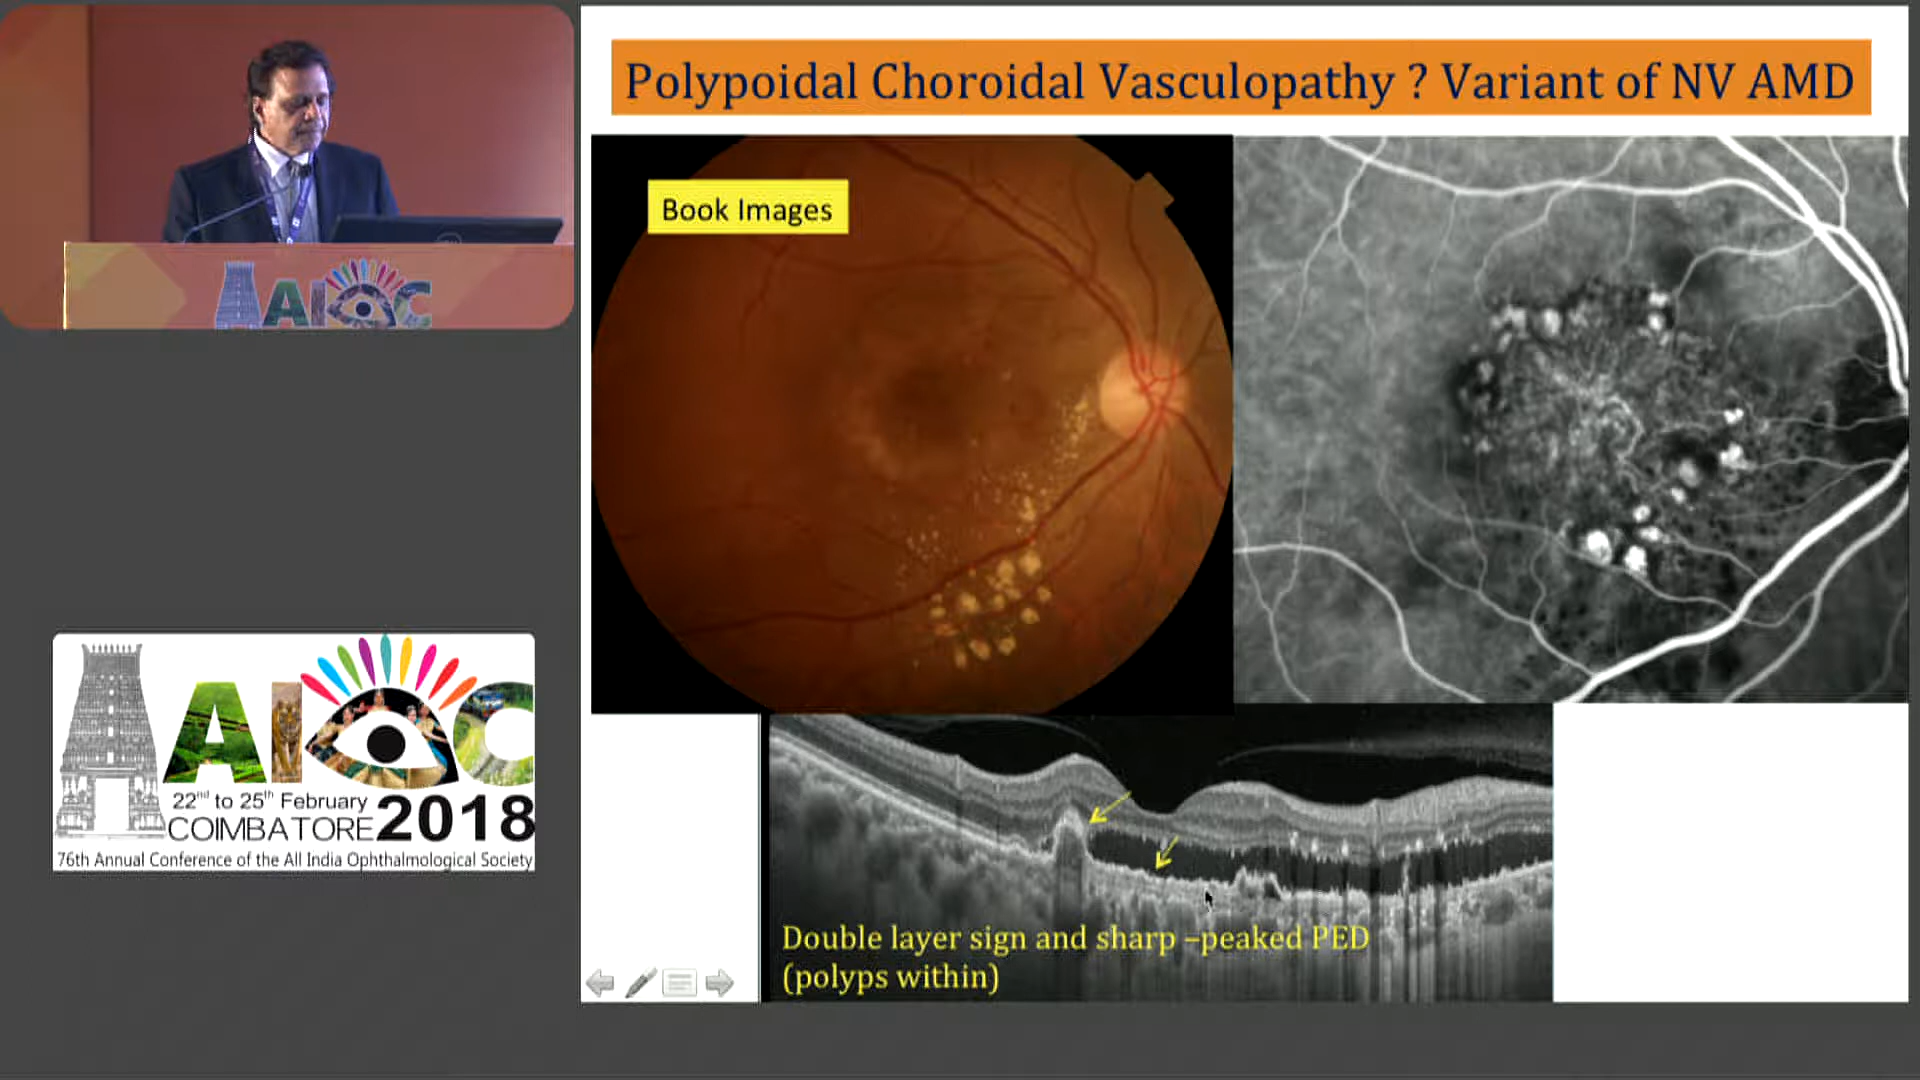 Polypoidal Choroidal Vasculopathy ? Variant of NV AMD
Book Images
AIOC
AIOC
22nd to 25th February
COIMBATORE 2018
76th Annual Conference of the All India Ophthalmological Society
Double layer sign and sharp –peaked PED
(polyps within)